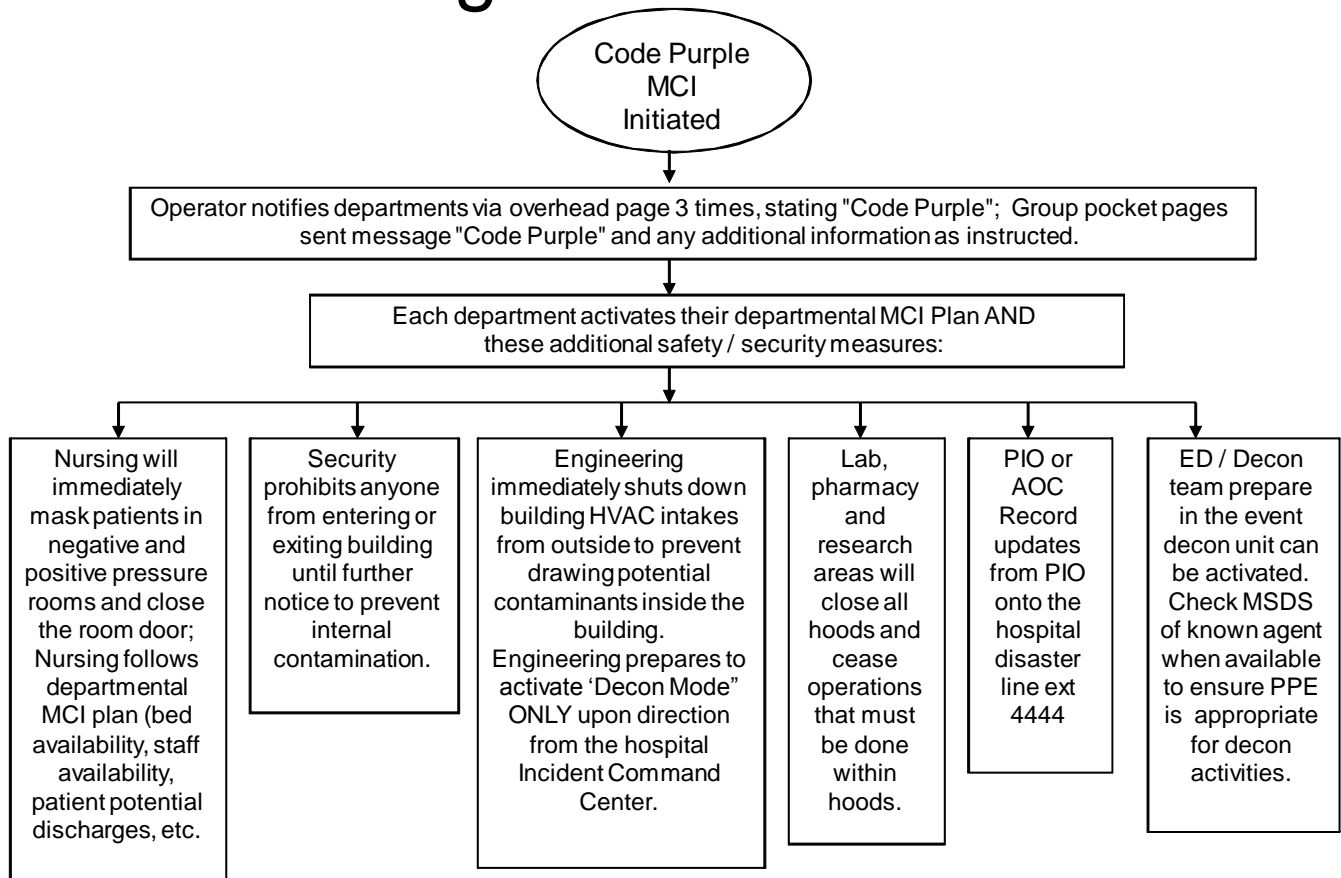 Code Purple
MCI
Initiated
Operator notifies departments via overhead page 3 times, stating "Code Purple"; Group pocket pages
sent message "Code Purple" and any additional information as instructed.
Each department activates their departmental MCI Plan AND
these additional safety / security measures:
Nursing will
immediately
mask patients in
negative and
positive pressure
rooms and close
the room door;
Nursing follows
departmental
MCI plan (bed
availability, staff
availability,
patient potential
discharges, etc.
Security
prohibits anyone
from entering or
exiting building
until further
notice to prevent
internal
contamination.
Engineering
immediately shuts down
building HVAC intakes
from outside to prevent
drawing potential
contaminants inside the
building.
Engineering prepares to
activate ‘Decon Mode”
ONLY upon direction
from the hospital
Incident Command
Center.
Lab,
pharmacy
and
research
areas will
close all
hoods and
cease
operations
that must
be done
within
hoods.
PIO or
AOC
Record
updates
from PIO
onto the
hospital
disaster
line ext
4444
ED / Decon
team prepare
in the event
decon unit can
be activated.
Check MSDS
of known agent
when available
to ensure PPE
is appropriate
for decon
activities.